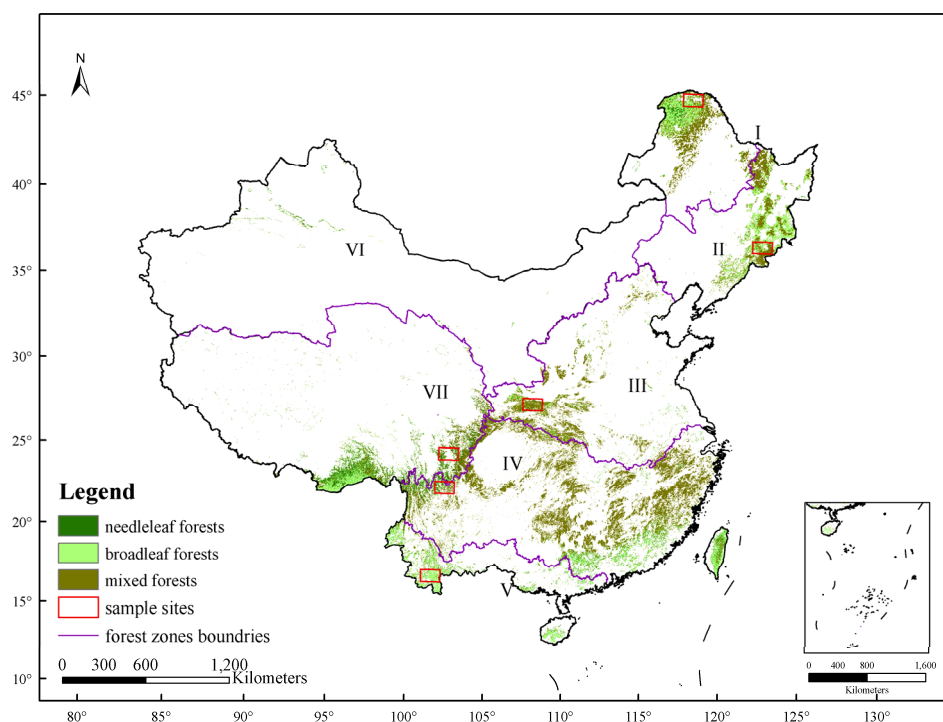 N
45°
40°
35°
30°
25°
20°
15°
10°
I
II
III
IV
V
VI
VII
Legend
needleleaf forests
broadleaf forests
mixed forests
sample sites
forest zones boundries
0 300 600 1,200
Kilometers
0 400 800 1,600
Kilometers
80° 90° 95° 100° 105° 110° 115° 120° 125° 130°